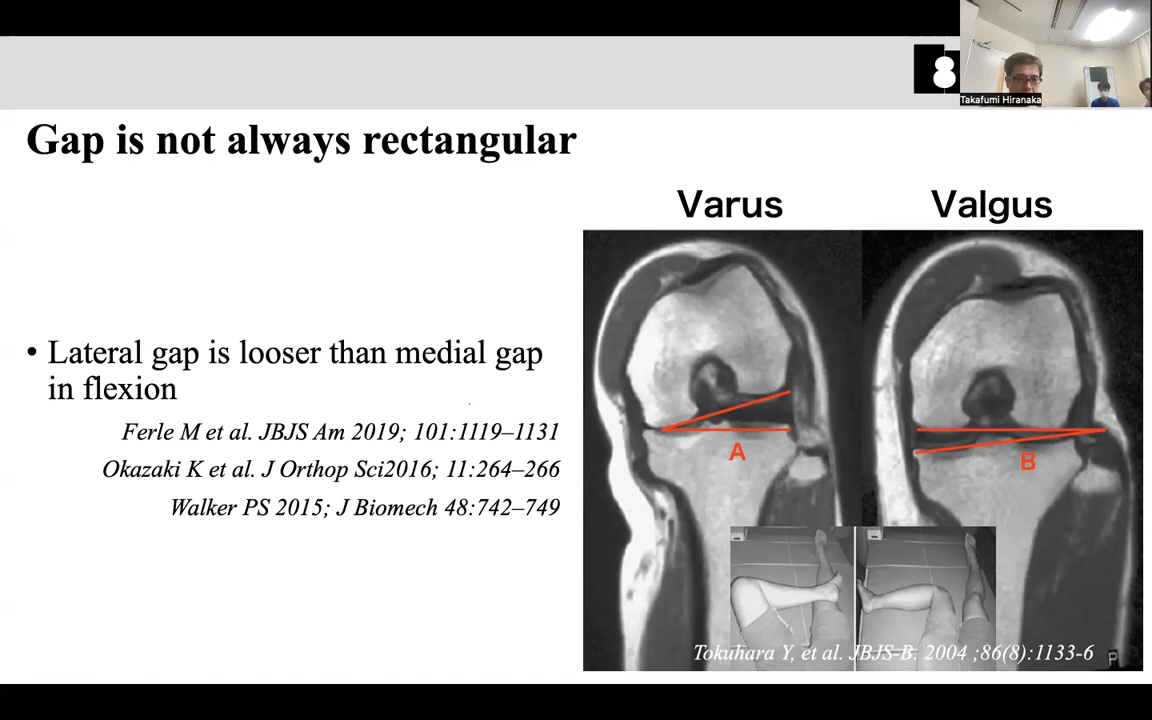 Takafumi Hiranaka
Gap is not always rectangular
Varus
Valgus
• Lateral gap is looser than medial gap
in flexion
Ferle M et al. JBJS Am 2019; 101:1119–1131
Okazaki K et al. J Orthop Sci2016; 11:264–266
Walker PS 2015; J Biomech 48:742–749
A
B
Tokuhara Y, et al. JBJS-B. 2004 ;86(8):1133-6
P